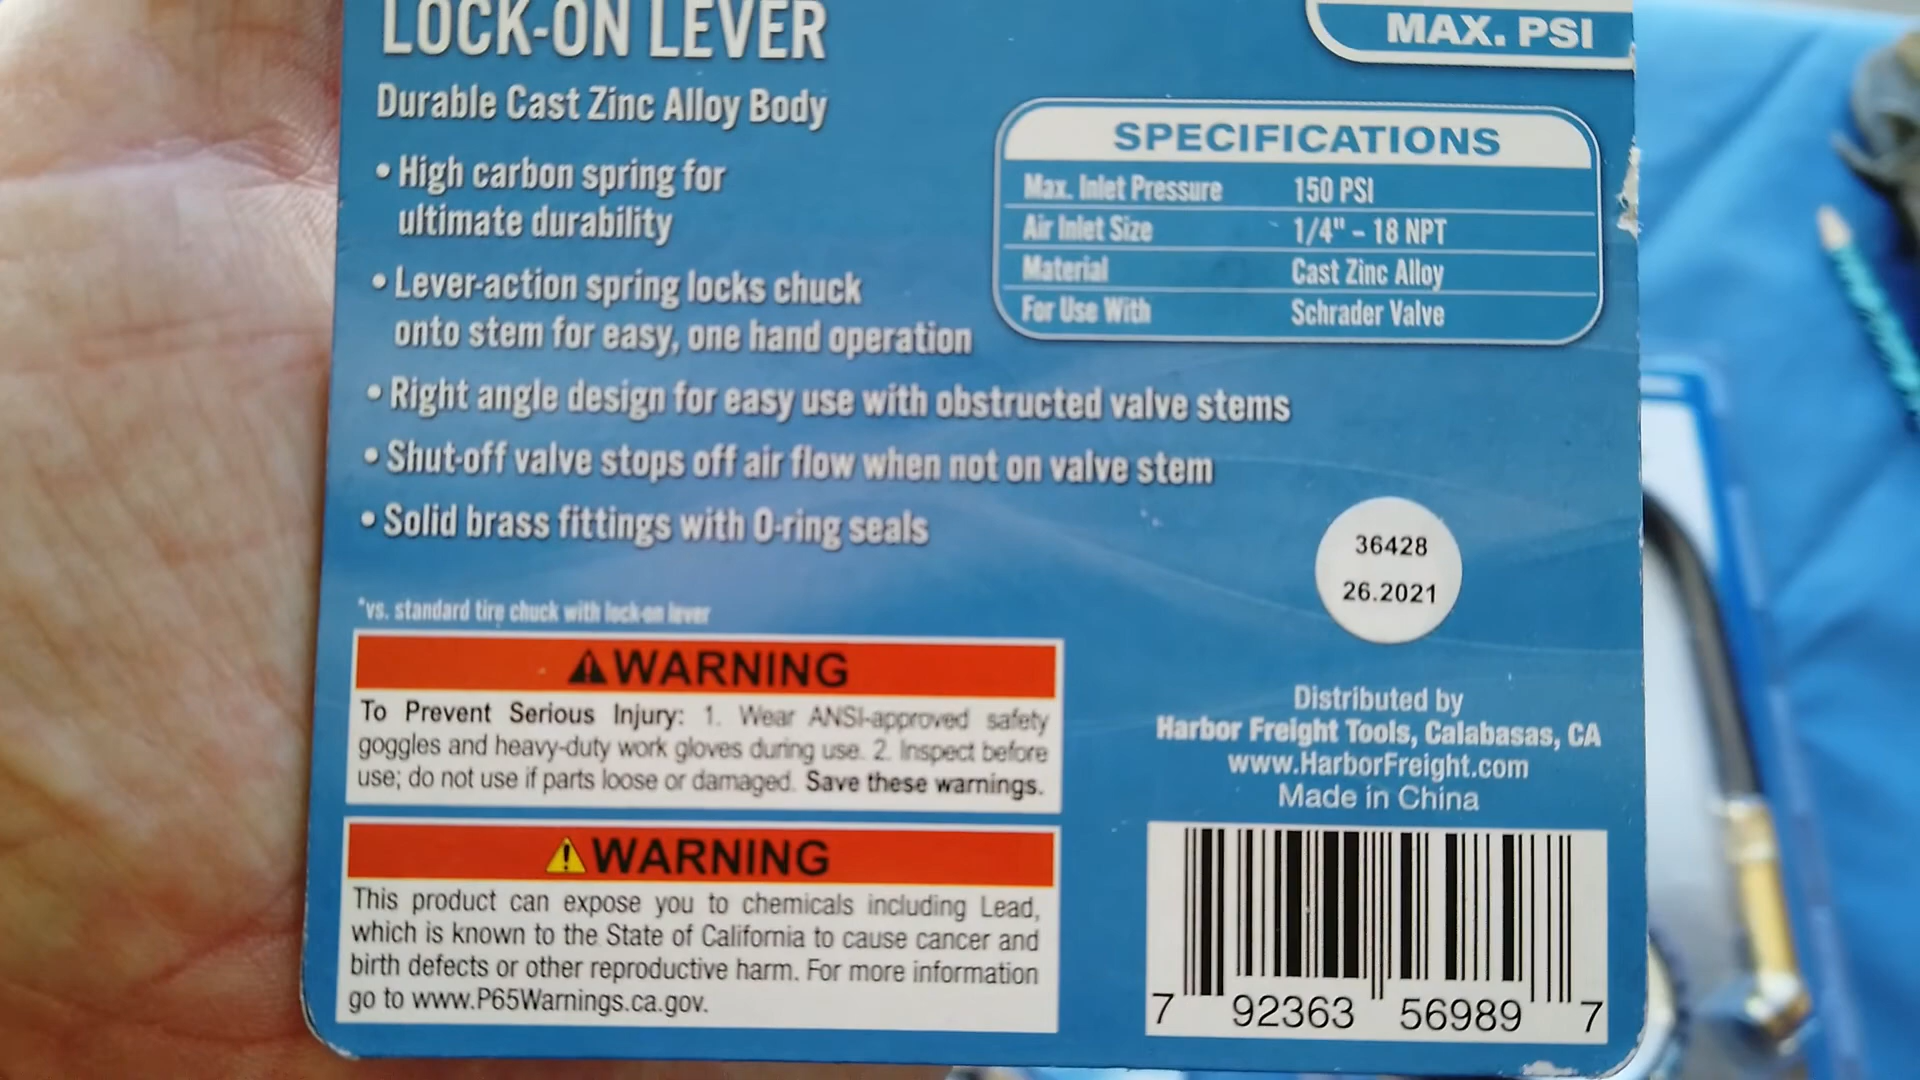 LOCK-ON LEVER
MAX. PSI
Durable Cast Zinc Alloy Body
• High carbon spring for
ultimate durability
• Lever-action spring locks chuck
onto stem for easy, one hand operation
• Right angle design for easy use with obstructed valve stems
• Shut-off valve stops off air flow when not on valve stem
• Solid brass fittings with O-ring seals
*vs. standard tire chuck with lock-on lever
SPECIFICATIONS
Max. Inlet Pressure 150 PSI
Air Inlet Size 1/4" - 18 NPT
Material Cast Zinc Alloy
For Use With Schrader Valve
36428
26.2021
⚠WARNING
To Prevent Serious Injury: 1. Wear ANSI-approved safety
goggles and heavy-duty work gloves during use. 2. Inspect before
use; do not use if parts loose or damaged. Save these warnings.
⚠WARNING
This product can expose you to chemicals including Lead,
which is known to the State of California to cause cancer and
birth defects or other reproductive harm. For more information
go to www.P65Warnings.ca.gov.
Distributed by
Harbor Freight Tools, Calabasas, CA
www.HarborFreight.com
Made in China
7 92363 56989 7